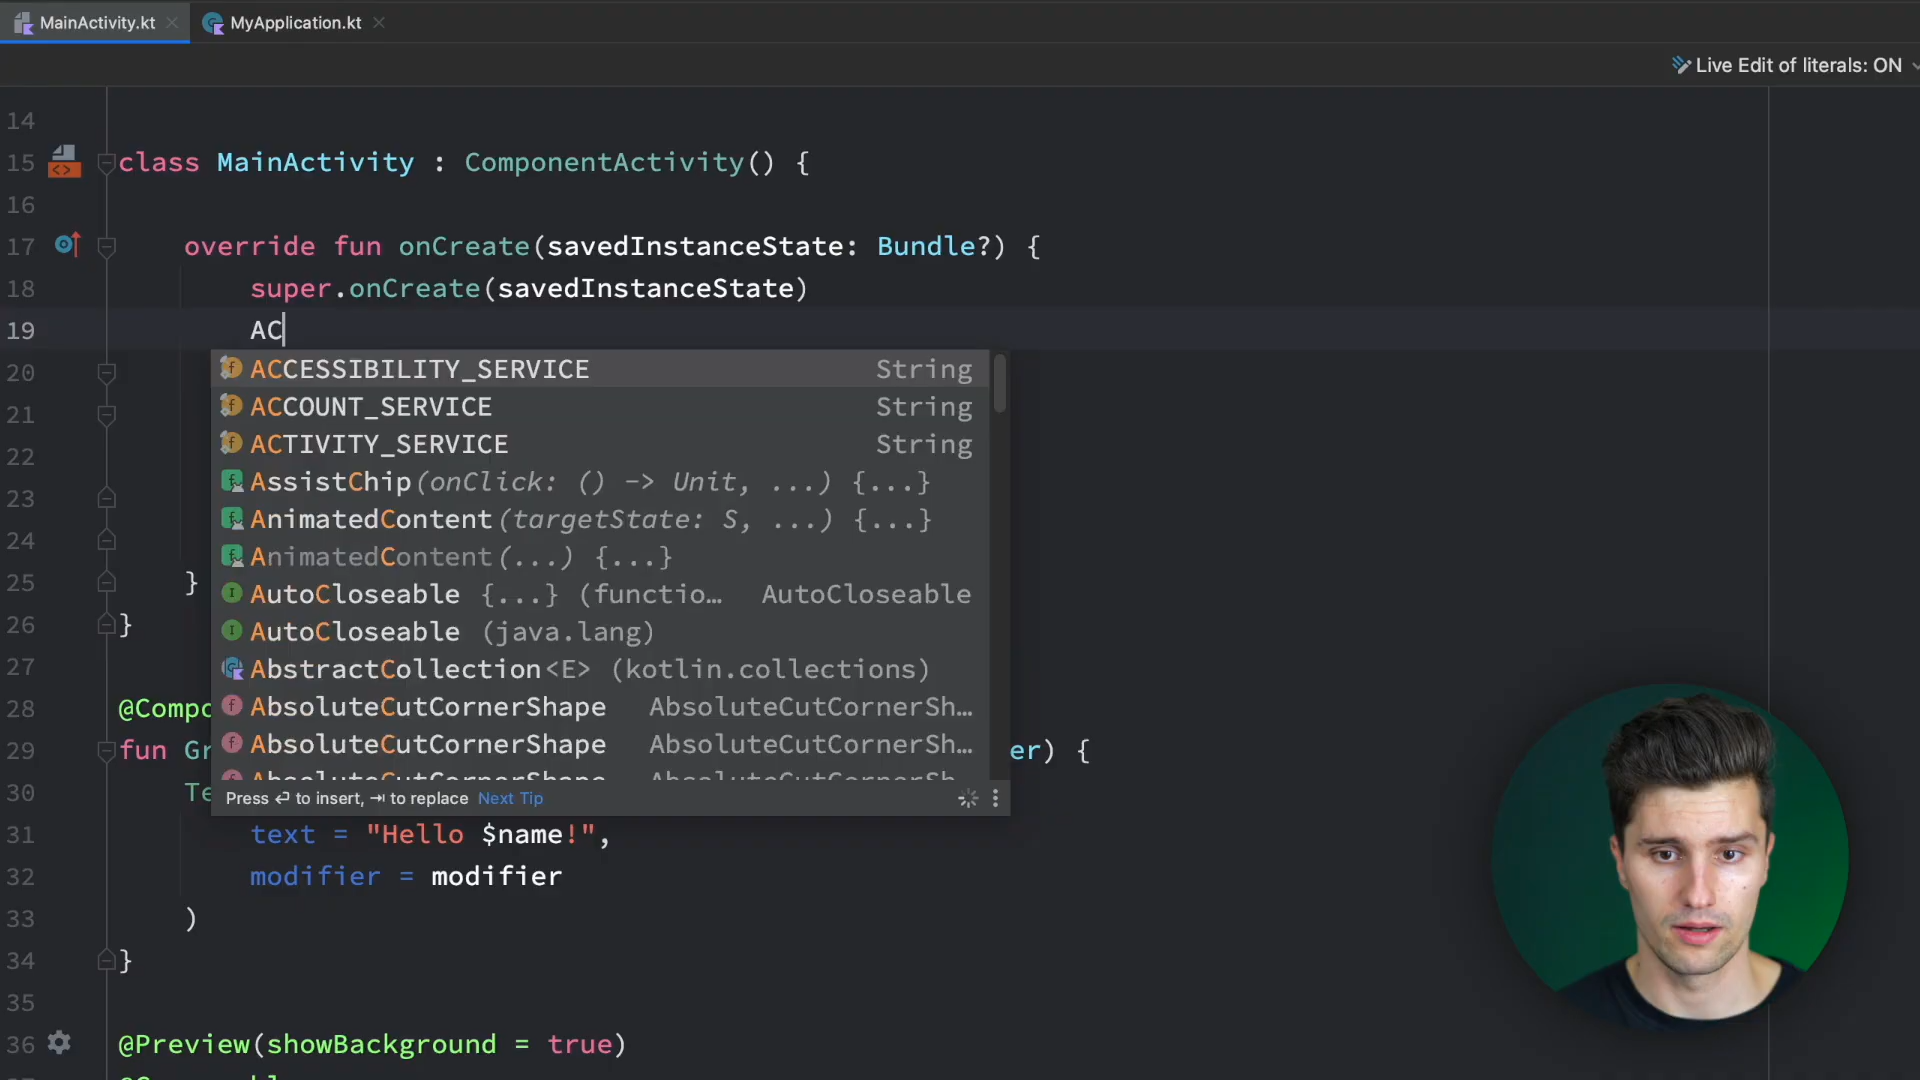 MainActivity.kt
MyApplication.kt
Live Edit of literals: ON
14
15 class MainActivity : ComponentActivity() {
16
17 override fun onCreate(savedInstanceState: Bundle?) {
18 super.onCreate(savedInstanceState)
19 AC
20
21
22
23
24
25 }
26 }
27
28 @Compo
29 fun Gr er) {
30 Te
31 text = "Hello $name!",
32 modifier = modifier
33 )
34 }
35
36 @Preview(showBackground = true)
ACCESSIBILITY_SERVICE String
ACCOUNT_SERVICE String
ACTIVITY_SERVICE String
AssistChip(onClick: () -> Unit, ...) {...}
AnimatedContent(targetState: S, ...) {...}
AnimatedContent(...) {...}
AutoCloseable {...} (functio... AutoCloseable
AutoCloseable (java.lang)
AbstractCollection<E> (kotlin.collections)
AbsoluteCutCornerShape AbsoluteCutCornerSh...
AbsoluteCutCornerShape AbsoluteCutCornerSh...
AbsoluteCutCornerShape AbsoluteCutCornerSh
Press ⏎ to insert, ⇥ to replace Next Tip